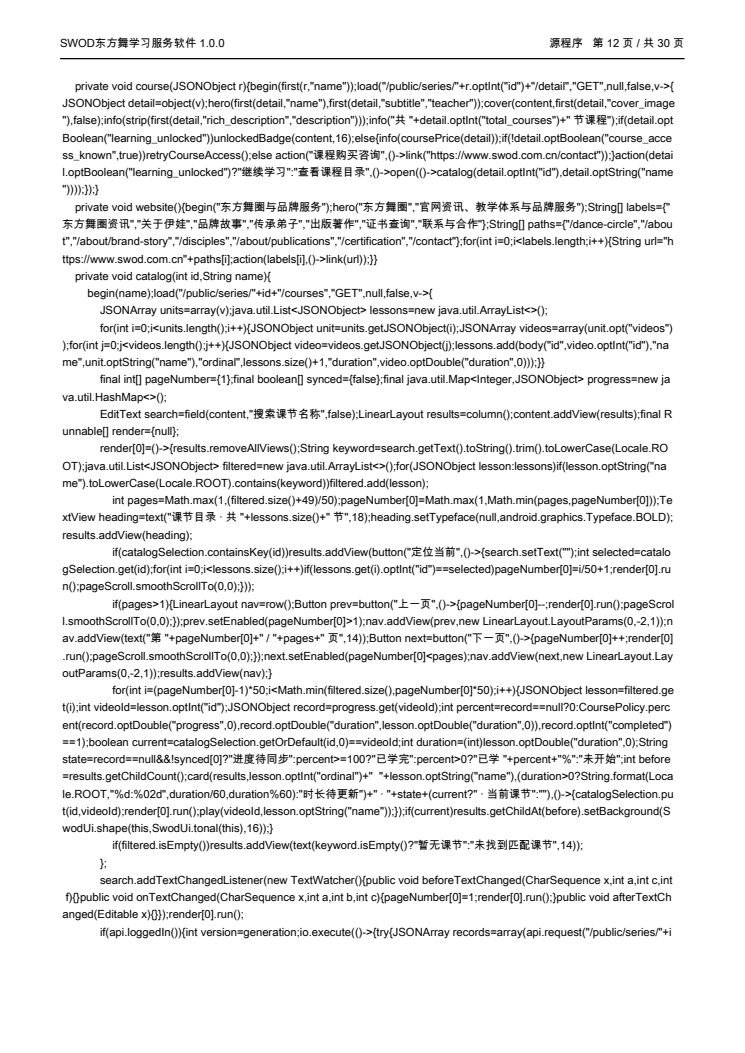 SWOD东方舞学习服务软件 1.0.0
源程序 第 12 页 / 共 30 页
private void course(JSONObject r){begin(first(r,"name"));load("/public/series/"+r.optInt("id")+"/detail","GET",null,false,v->{
JSONObject detail=object(v);hero(first(detail,"name"),first(detail,"subtitle","teacher"));cover(content,first(detail,"cover_image
"),false);info(strip(first(detail,"rich_description","description")));info("共 "+detail.optInt("total_courses")+" 节课程");if(detail.opt
Boolean("learning_unlocked"))unlockedBadge(content,16);else{info(coursePrice(detail));if(!detail.optBoolean("course_acce
ss_known",true))retryCourseAccess();else action("课程购买咨询",()->link("https://www.swod.com.cn/contact"));}action(detai
l.optBoolean("learning_unlocked")?"继续学习":"查看课程目录",()->open(()->catalog(detail.optInt("id"),detail.optString("name
"))));});}
private void website(){begin("东方舞圈与品牌服务");hero("东方舞圈","官网资讯、教学体系与品牌服务");String[] labels={"
东方舞圈资讯","关于伊娃","品牌故事","传承弟子","出版著作","证书查询","联系与合作"};String[] paths={"/dance-circle","/abou
t","/about/brand-story","/disciples","/about/publications","/certification","/contact"};for(int i=0;i<labels.length;i++){String url="h
ttps://www.swod.com.cn"+paths[i];action(labels[i],()->link(url));}}
private void catalog(int id,String name){
begin(name);load("/public/series/"+id+"/courses","GET",null,false,v->{
JSONArray units=array(v);java.util.List<JSONObject> lessons=new java.util.ArrayList<>();
for(int i=0;i<units.length();i++){JSONObject unit=units.getJSONObject(i);JSONArray videos=array(unit.opt("videos")
);for(int j=0;j<videos.length();j++){JSONObject video=videos.getJSONObject(j);lessons.add(body("id",video.optInt("id"),"na
me",unit.optString("name"),"ordinal",lessons.size()+1,"duration",video.optDouble("duration",0)));}}
final int[] pageNumber={1};final boolean[] synced={false};final java.util.Map<Integer,JSONObject> progress=new ja
va.util.HashMap<>();
EditText search=field(content,"搜索课节名称",false);LinearLayout results=column();content.addView(results);final R
unnable[] render={null};
render[0]=()->{results.removeAllViews();String keyword=search.getText().toString().trim().toLowerCase(Locale.RO
OT);java.util.List<JSONObject> filtered=new java.util.ArrayList<>();for(JSONObject lesson:lessons)if(lesson.optString("na
me").toLowerCase(Locale.ROOT).contains(keyword))filtered.add(lesson);
int pages=Math.max(1,(filtered.size()+49)/50);pageNumber[0]=Math.max(1,Math.min(pages,pageNumber[0]));Te
xtView heading=text("课节目录 · 共 "+lessons.size()+" 节",18);heading.setTypeface(null,android.graphics.Typeface.BOLD);
results.addView(heading);
if(catalogSelection.containsKey(id))results.addView(button("定位当前",()->{search.setText("");int selected=catalo
gSelection.get(id);for(int i=0;i<lessons.size();i++)if(lessons.get(i).optInt("id")==selected)pageNumber[0]=i/50+1;render[0].ru
n();pageScroll.smoothScrollTo(0,0);}));
if(pages>1){LinearLayout nav=row();Button prev=button("上一页",()->{pageNumber[0]--;render[0].run();pageScrol
l.smoothScrollTo(0,0);});prev.setEnabled(pageNumber[0]>1);nav.addView(prev,new LinearLayout.LayoutParams(0,-2,1));n
av.addView(text("第 "+pageNumber[0]+" / "+pages+" 页",14));Button next=button("下一页",()->{pageNumber[0]++;render[0]
.run();pageScroll.smoothScrollTo(0,0);});next.setEnabled(pageNumber[0]<pages);nav.addView(next,new LinearLayout.Lay
outParams(0,-2,1));results.addView(nav);}
for(int i=(pageNumber[0]-1)*50;i<Math.min(filtered.size(),pageNumber[0]*50);i++){JSONObject lesson=filtered.ge
t(i);int videoId=lesson.optInt("id");JSONObject record=progress.get(videoId);int percent=record==null?0:CoursePolicy.perc
ent(record.optDouble("progress",0),record.optDouble("duration",lesson.optDouble("duration",0)),record.optInt("completed")
==1);boolean current=catalogSelection.getOrDefault(id,0)==videoId;int duration=(int)lesson.optDouble("duration",0);String
state=record==null&&!synced[0]?"进度待同步":percent>=100?"已学完":percent>0?"已学 "+percent+"%":"未开始";int before
=results.getChildCount();card(results,lesson.optInt("ordinal")+"  "+lesson.optString("name"),(duration>0?String.format(Loca
le.ROOT,"%d:%02d",duration/60,duration%60):"时长待更新")+" · "+state+(current?" · 当前课节":""),()->{catalogSelection.pu
t(id,videoId);render[0].run();play(videoId,lesson.optString("name"));});if(current)results.getChildAt(before).setBackground(S
wodUi.shape(this,SwodUi.tonal(this),16));}
if(filtered.isEmpty())results.addView(text(keyword.isEmpty()?"暂无课节":"未找到匹配课节",14));
};
search.addTextChangedListener(new TextWatcher(){public void beforeTextChanged(CharSequence x,int a,int c,int
f){}public void onTextChanged(CharSequence x,int a,int b,int c){pageNumber[0]=1;render[0].run();}public void afterTextCh
anged(Editable x){}});render[0].run();
if(api.loggedIn()){int version=generation;io.execute(()->{try{JSONArray records=array(api.request("/public/series/"+i